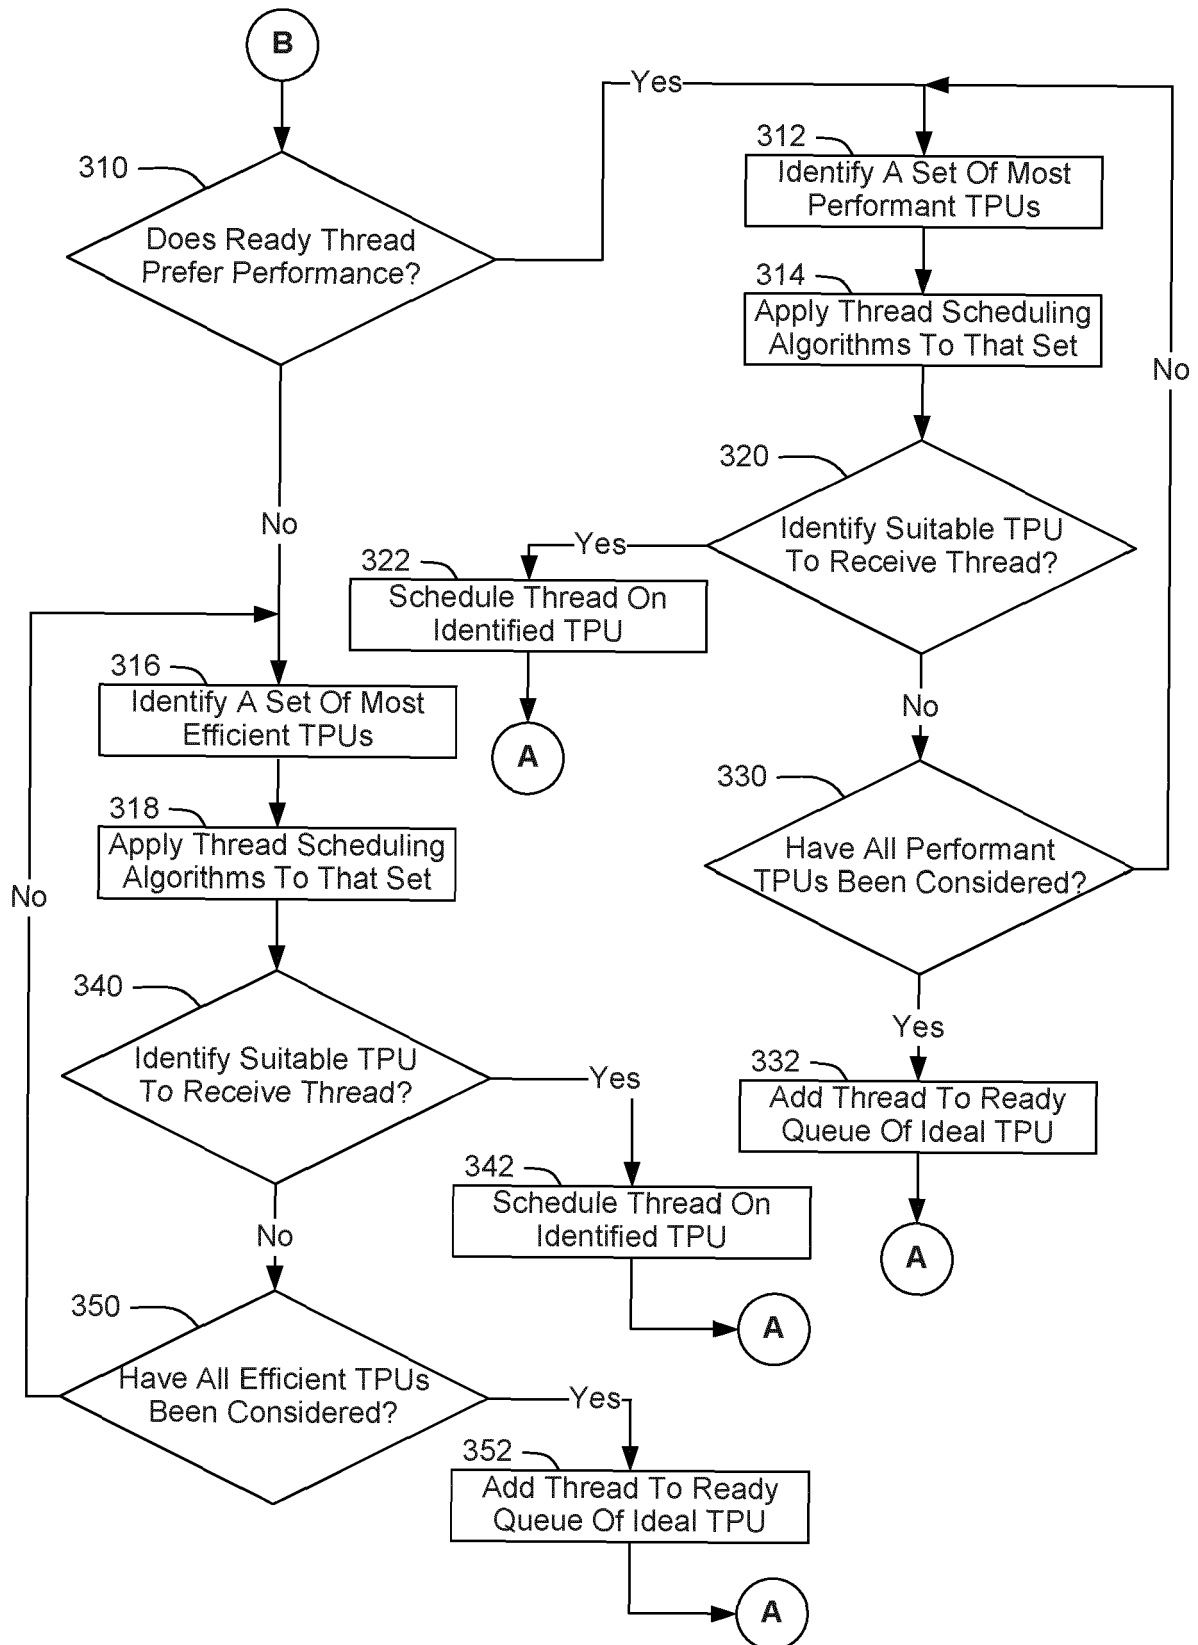 B
Yes
310
Does Ready Thread
Prefer Performance?
312
Identify A Set Of Most
Performant TPUs
314
Apply Thread Scheduling
Algorithms To That Set
No
320
Identify Suitable TPU
To Receive Thread?
Yes
322
Schedule Thread On
Identified TPU
A
No
330
Have All Performant
TPUs Been Considered?
Yes
332
Add Thread To Ready
Queue Of Ideal TPU
A
No
316
Identify A Set Of Most
Efficient TPUs
318
Apply Thread Scheduling
Algorithms To That Set
No
340
Identify Suitable TPU
To Receive Thread?
Yes
342
Schedule Thread On
Identified TPU
A
No
350
Have All Efficient TPUs
Been Considered?
Yes
352
Add Thread To Ready
Queue Of Ideal TPU
A